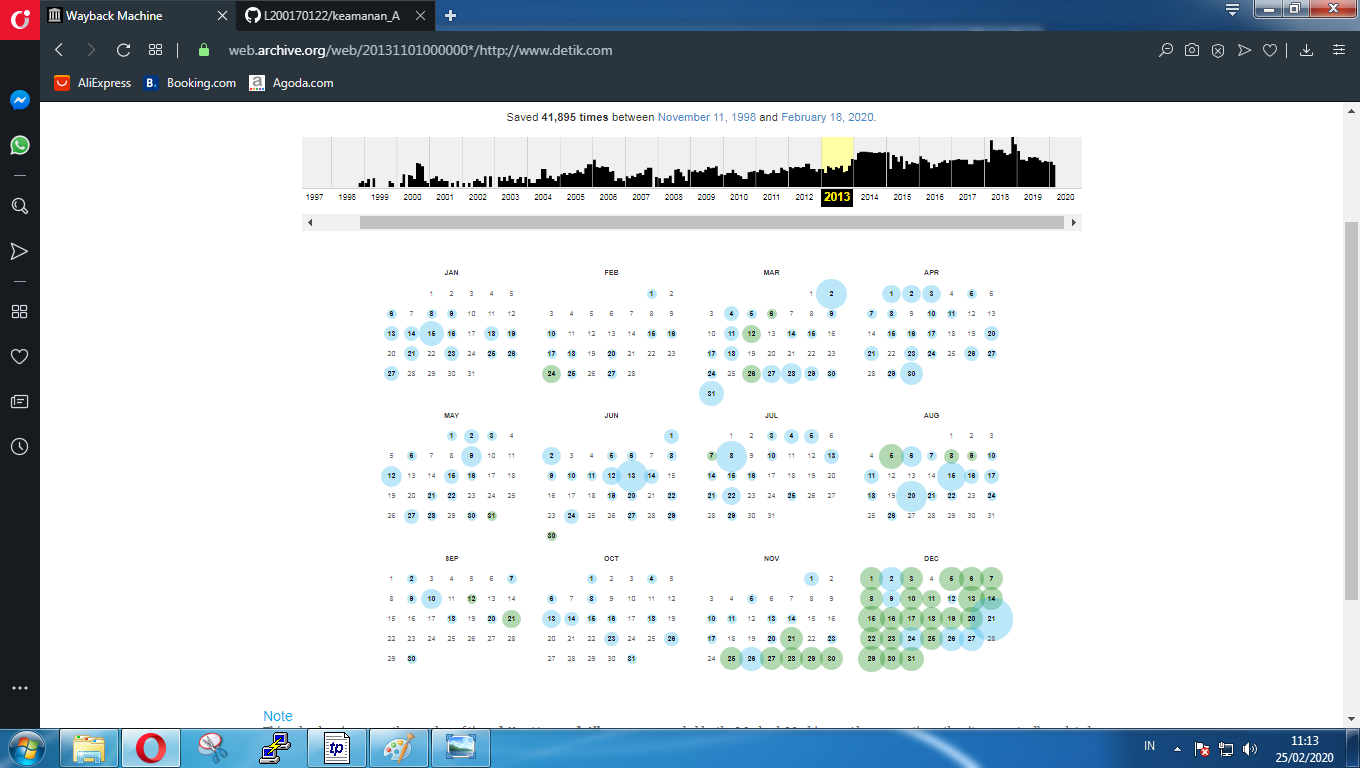 Wayback Machine
L200170122/keamanan_A
web.archive.org/web/20131101000000*/http://www.detik.com
AliExpress
Booking.com
Agoda.com
Saved 41,895 times between November 11, 1998 and February 18, 2020.
1997 1998 1999 2000 2001 2002 2003 2004 2005 2006 2007 2008 2009 2010 2011 2012 2013 2014 2015 2016 2017 2018 2019 2020
JAN FEB MAR APR
1 2 3 4 5 1 2 1 2 1 2 3 4 5 6
6 7 8 9 10 11 12 3 4 5 6 7 8 9 3 4 5 6 7 8 9 7 8 9 10 11 12 13
13 14 15 16 17 18 19 10 11 12 13 14 15 16 10 11 12 13 14 15 16 14 15 16 17 18 19 20
20 21 22 23 24 25 26 17 18 19 20 21 22 23 17 18 19 20 21 22 23 21 22 23 24 25 26 27
27 28 29 30 31 24 25 26 27 28 24 25 26 27 28 29 30 28 29 30
31
MAY JUN JUL AUG
1 2 3 4 1 1 2 3 4 5 6 1 2 3
5 6 7 8 9 10 11 2 3 4 5 6 7 8 7 8 9 10 11 12 13 4 5 6 7 8 9 10
12 13 14 15 16 17 18 9 10 11 12 13 14 15 14 15 16 17 18 19 20 11 12 13 14 15 16 17
19 20 21 22 23 24 25 16 17 18 19 20 21 22 21 22 23 24 25 26 27 18 19 20 21 22 23 24
26 27 28 29 30 31 23 24 25 26 27 28 29 28 29 30 31 25 26 27 28 29 30 31
30
SEP OCT NOV DEC
1 2 3 4 5 6 7 1 2 3 4 5 1 2 1 2 3 4 5 6 7
8 9 10 11 12 13 14 6 7 8 9 10 11 12 3 4 5 6 7 8 9 8 9 10 11 12 13 14
15 16 17 18 19 20 21 13 14 15 16 17 18 19 10 11 12 13 14 15 16 15 16 17 18 19 20 21
22 23 24 25 26 27 28 20 21 22 23 24 25 26 17 18 19 20 21 22 23 22 23 24 25 26 27 28
29 30 27 28 29 30 31 24 25 26 27 28 29 30 29 30 31
Note
tp
IN
11:13
25/02/2020